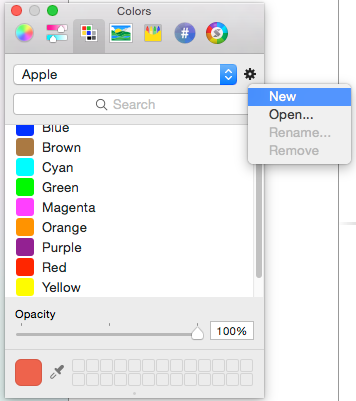 Colors
#
S
Apple
New
Open...
Search
Rename...
Remove
Blue
Brown
Cyan
Green
Magenta
Orange
Purple
Red
Yellow
Opacity
100%